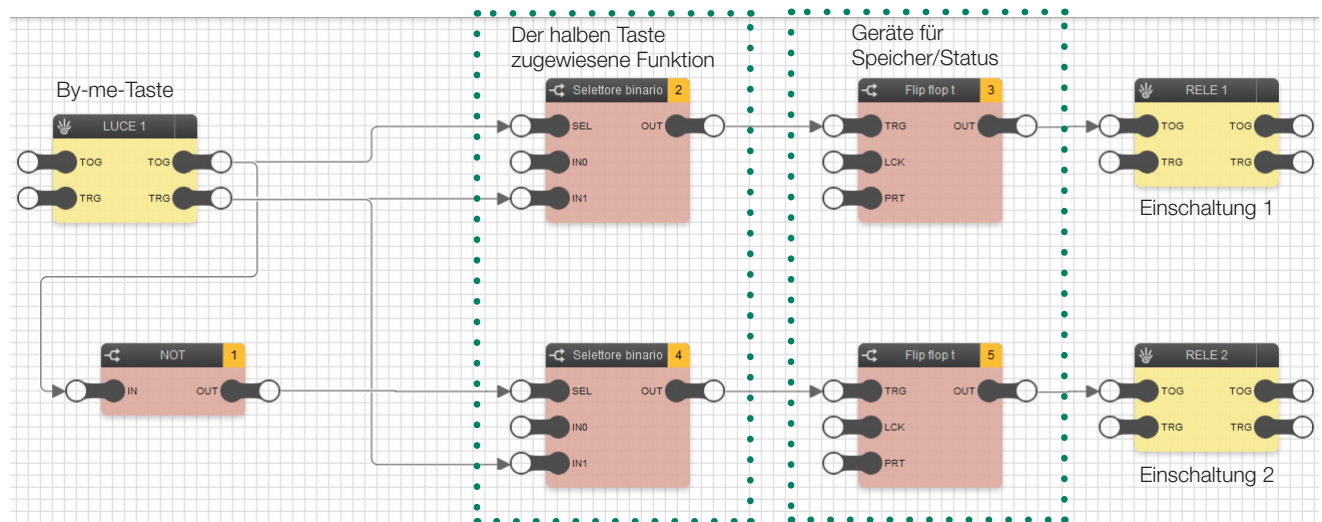 Der halben Taste
zugewiesene Funktion
Geräte für
Speicher/Status
By-me-Taste
LUCE 1
TOG TOG
TRG TRG
Selettore binario 2
SEL OUT
IN0
IN1
Flip flop t 3
TRG OUT
LCK
PRT
RELE 1
TOG TOG
TRG TRG
Einschaltung 1
NOT 1
IN OUT
Selettore binario 4
SEL OUT
IN0
IN1
Flip flop t 5
TRG OUT
LCK
PRT
RELE 2
TOG TOG
TRG TRG
Einschaltung 2